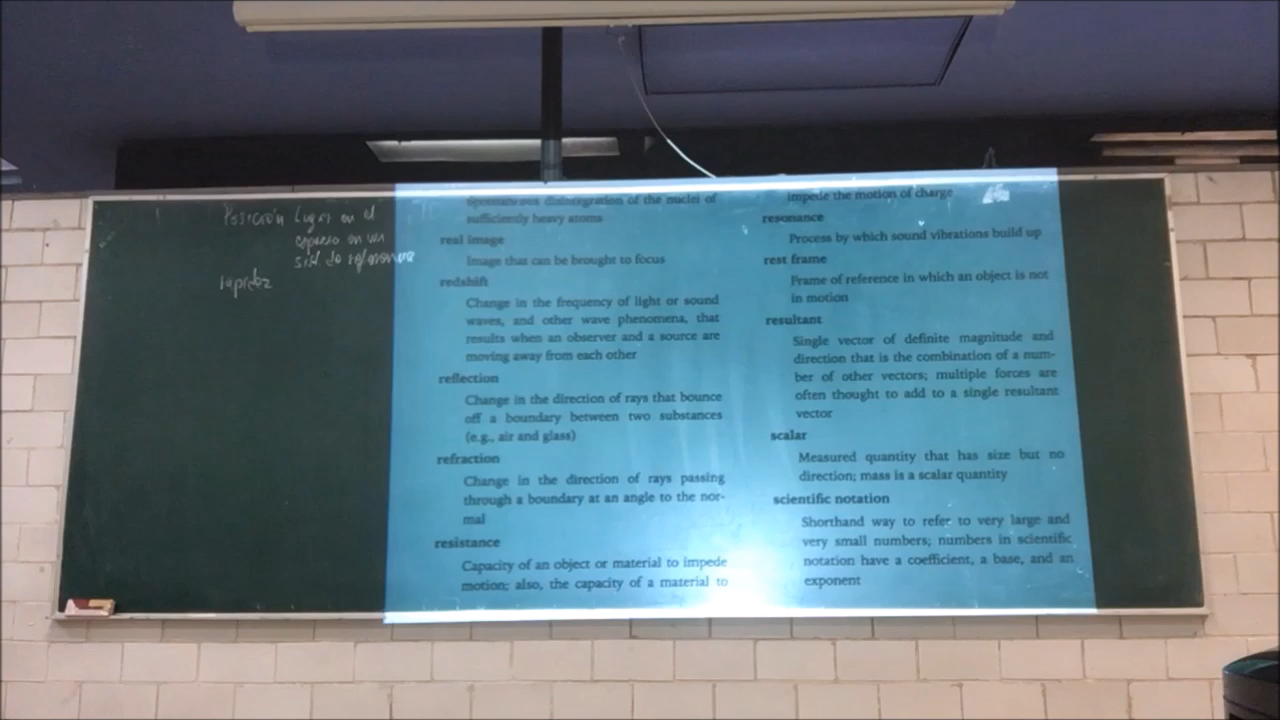 Posición Lugar en el
espacio en un
sist. de referencia
rapidez
Spontaneous disintegration of the nuclei of
sufficiently heavy atoms
real image
Image that can be brought to focus
redshift
Change in the frequency of light or sound
waves, and other wave phenomena, that
results when an observer and a source are
moving away from each other
reflection
Change in the direction of rays that bounce
off a boundary between two substances
(e.g., air and glass)
refraction
Change in the direction of rays passing
through a boundary at an angle to the nor-
mal
resistance
Capacity of an object or material to impede
motion; also, the capacity of a material to
impede the motion of charge
resonance
Process by which sound vibrations build up
rest frame
Frame of reference in which an object is not
in motion
resultant
Single vector of definite magnitude and
direction that is the combination of a num-
ber of other vectors; multiple forces are
often thought to add to a single resultant
vector
scalar
Measured quantity that has size but no
direction; mass is a scalar quantity
scientific notation
Shorthand way to refer to very large and
very small numbers; numbers in scientific
notation have a coefficient, a base, and an
exponent